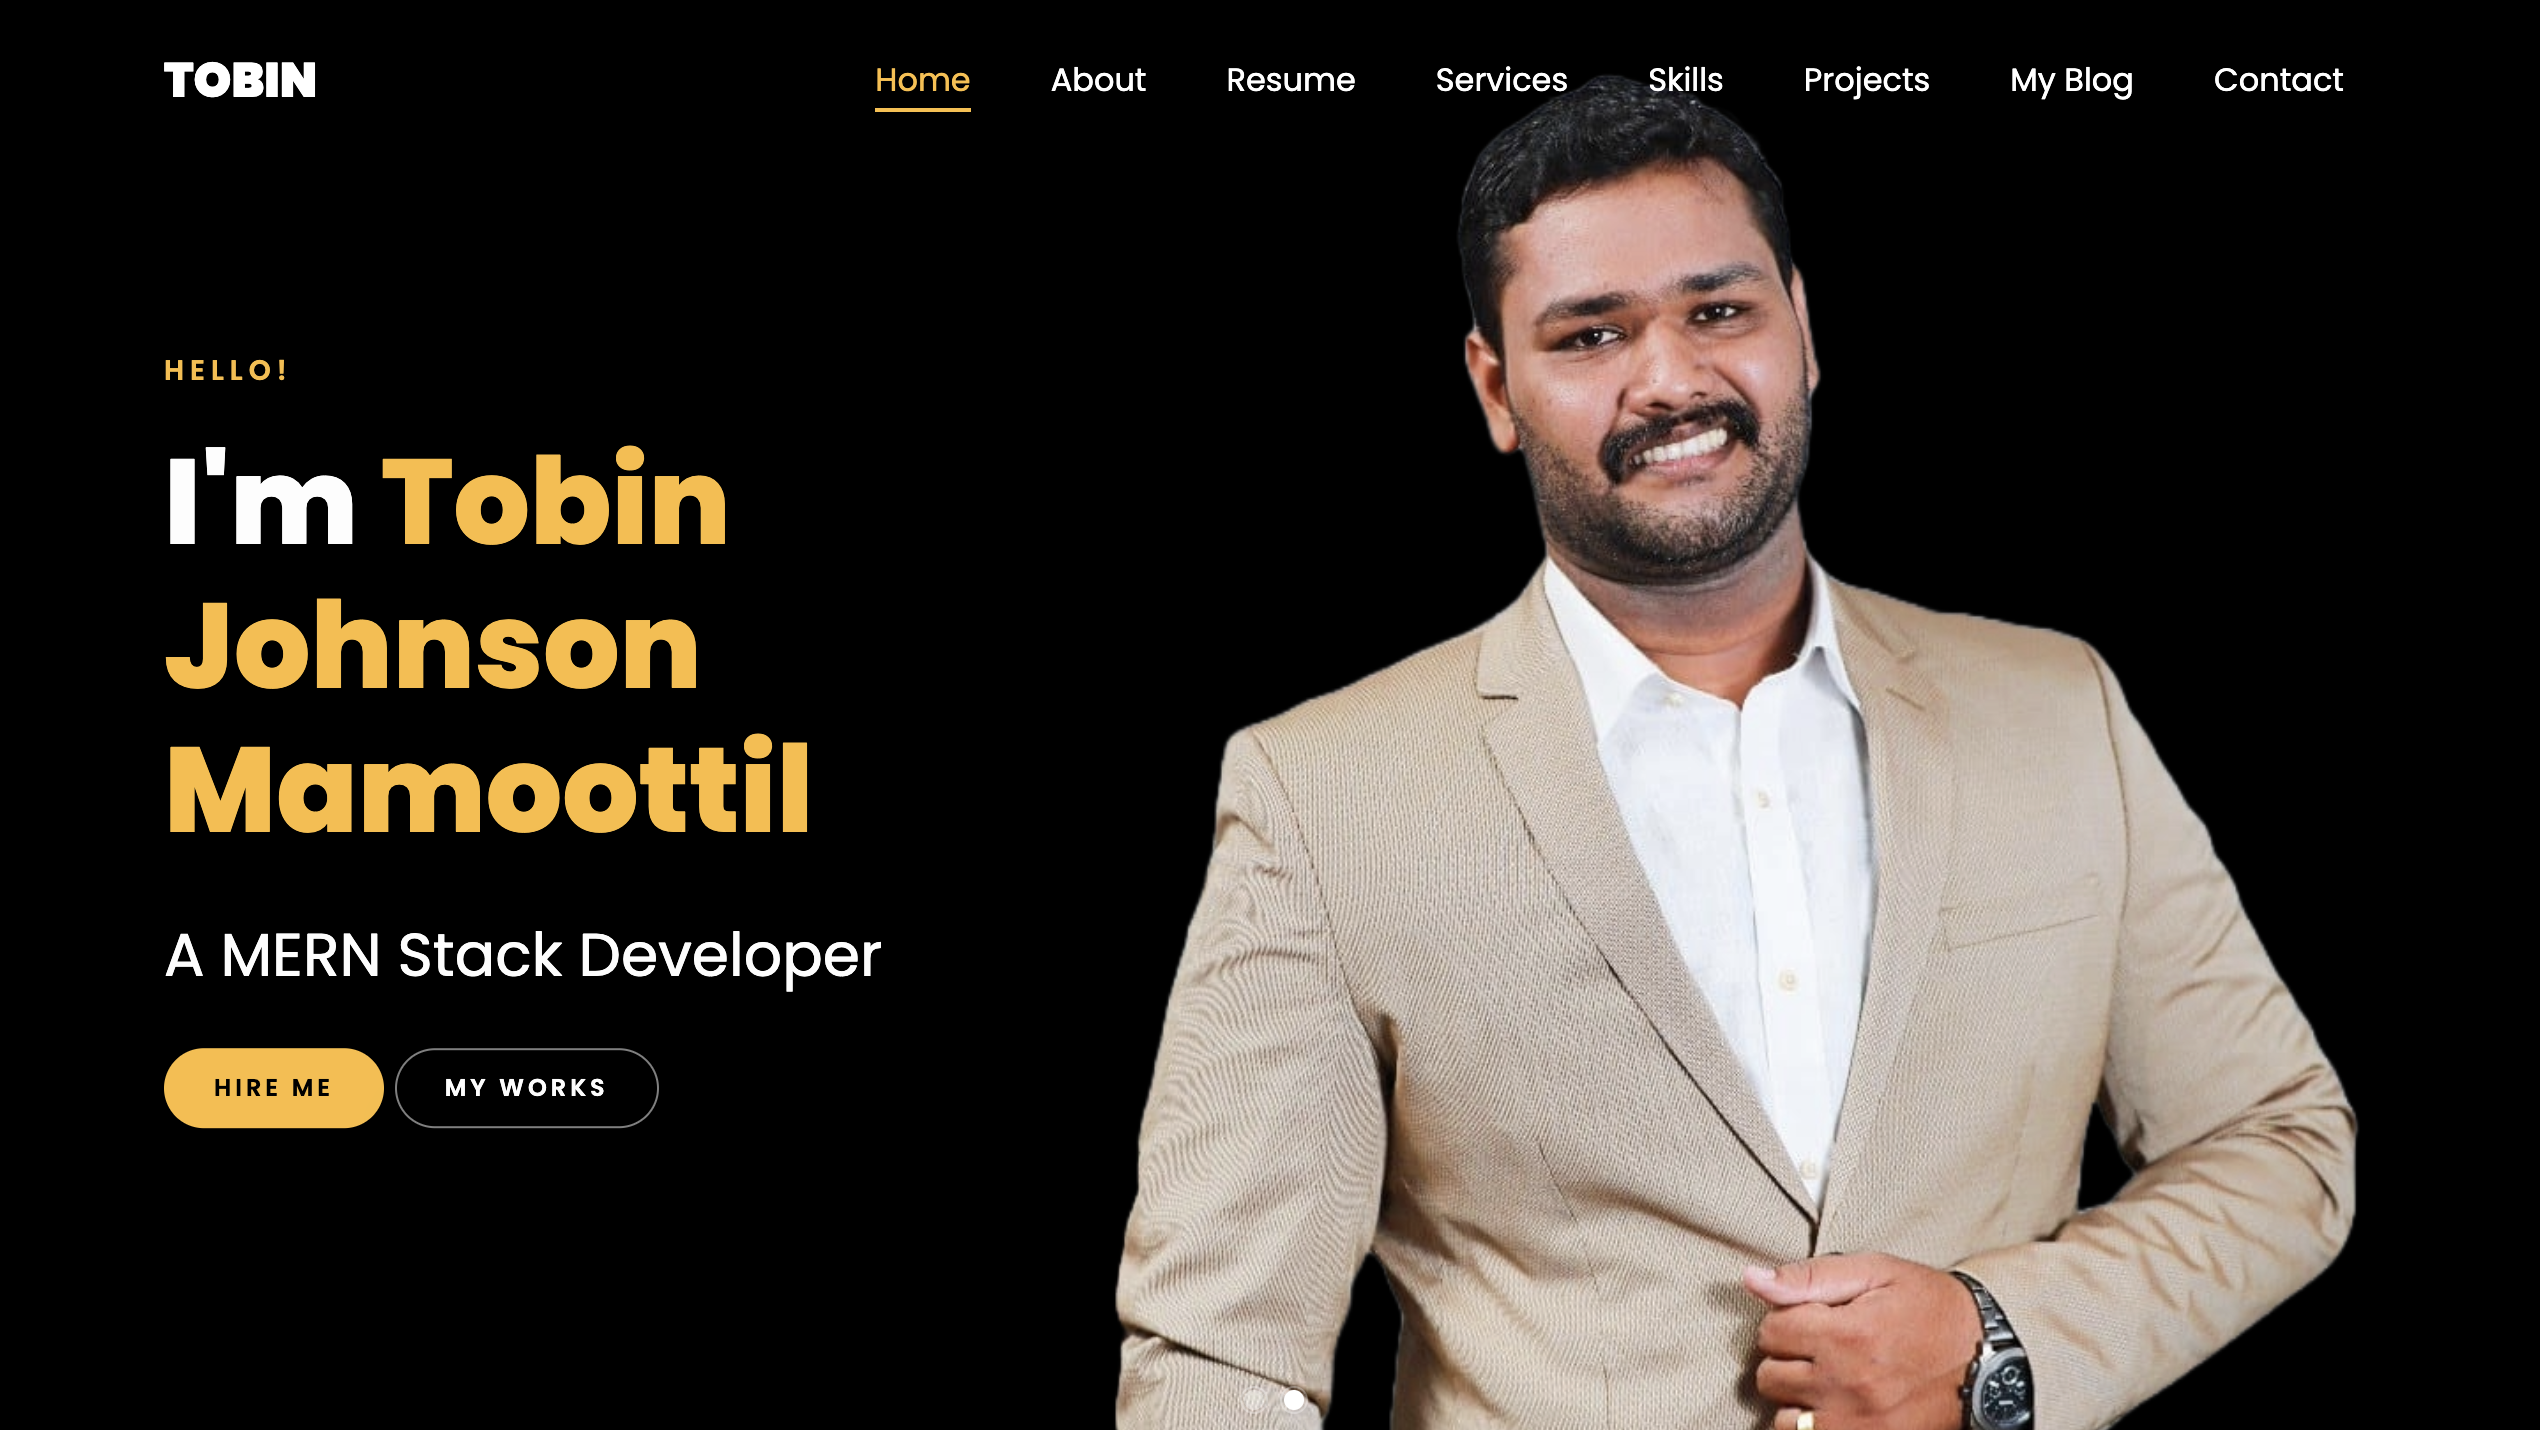 TOBIN
Home About Resume Services Skills Projects My Blog Contact
HELLO!
I'm Tobin
Johnson
Mamoottil
A MERN Stack Developer
HIRE ME MY WORKS